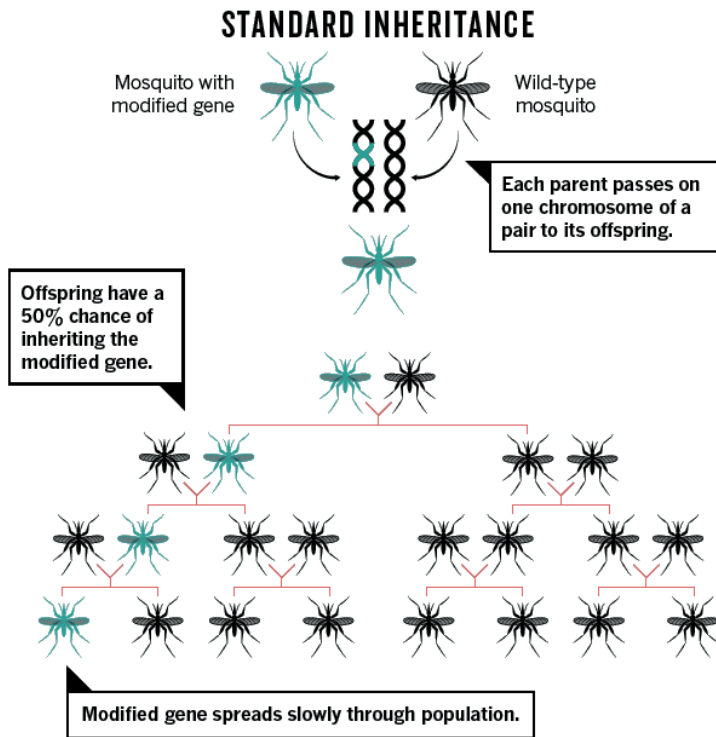 STANDARD INHERITANCE
Mosquito with
modified gene
Wild-type
mosquito
Each parent passes on
one chromosome of a
pair to its offspring.
Offspring have a
50% chance of
inheriting the
modified gene.
Modified gene spreads slowly through population.